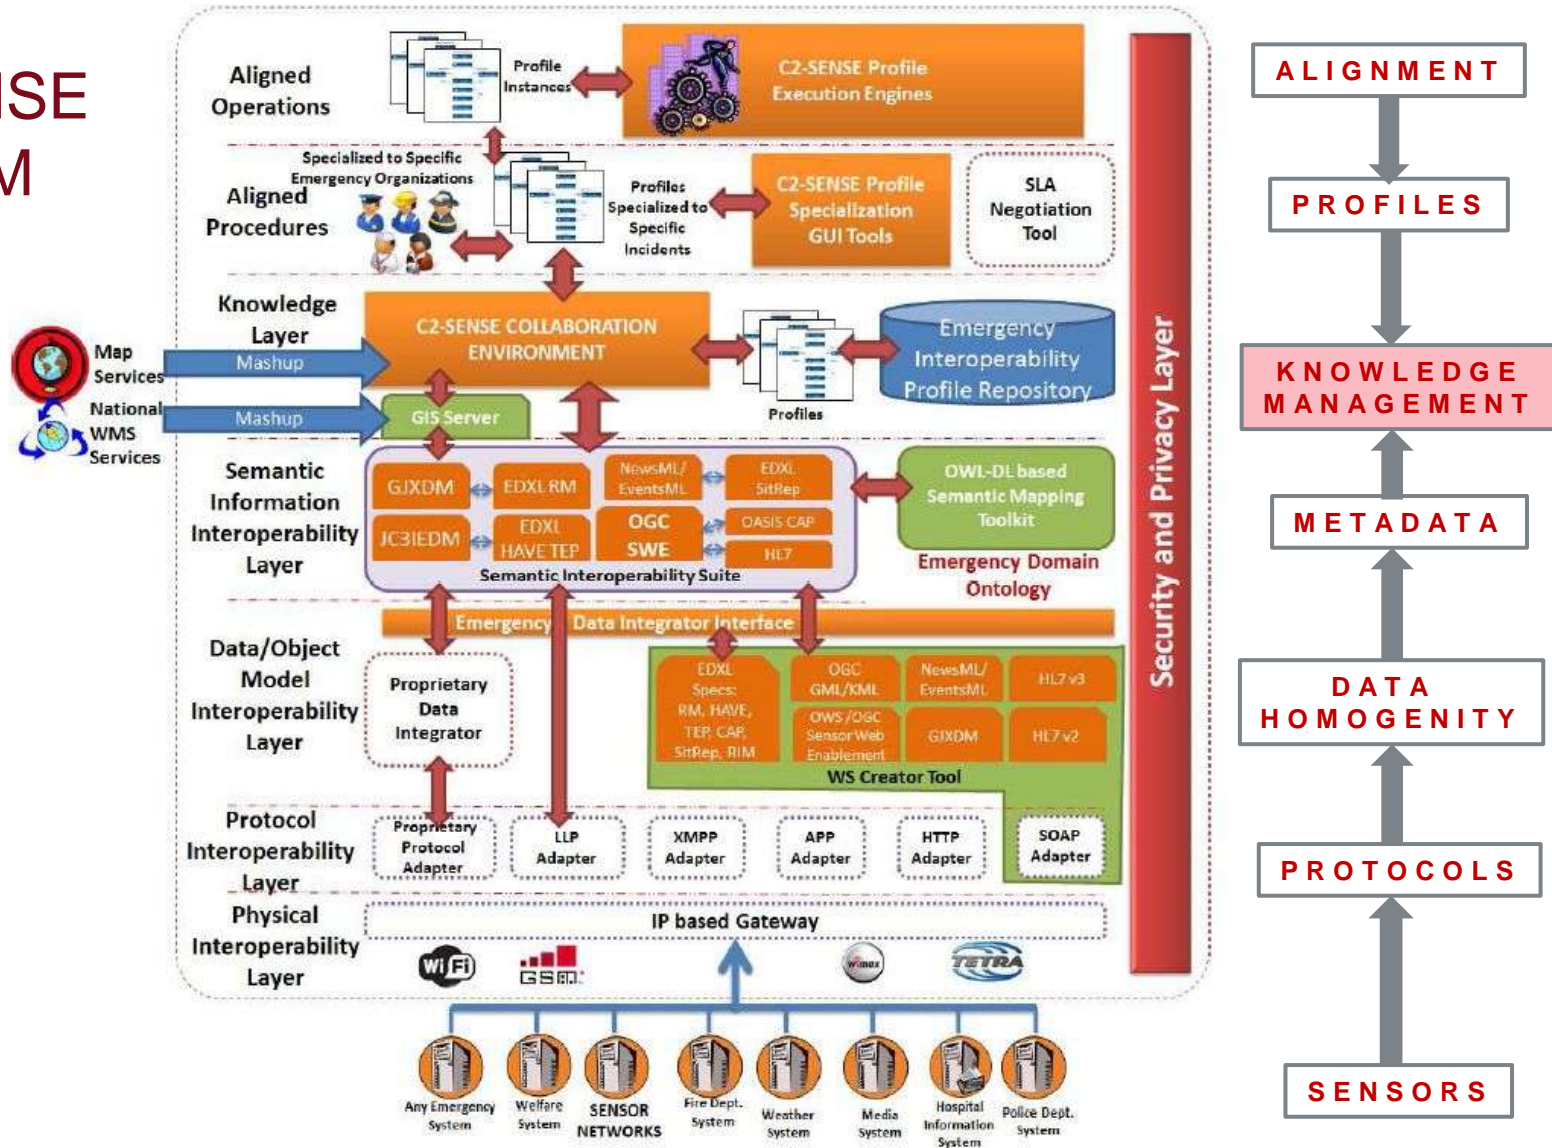 NSE
M
Aligned
Operations
Profile
Instances
C2-SENSE Profile
Execution Engines
Specialized to Specific
Emergency Organizations
Aligned
Procedures
Profiles
Specialized to
Specific
Incidents
C2-SENSE Profile
Specialization
GUI Tools
SLA
Negotiation
Tool
Knowledge
Layer
C2-SENSE COLLABORATION
ENVIRONMENT
Emergency
Interoperability
Profile Repository
Profiles
Map
Services
Mashup
National
WMS
Services
Mashup
GIS Server
Semantic
Information
Interoperability
Layer
GJXDM
EDXL RM
NewsML/
EventsML
EDXL
SitRep
JC3IEDM
EDXL
HAVE TEP
OGC
SWE
OASIS CAP
HL7
Semantic Interoperability Suite
OWL-DL based
Semantic Mapping
Toolkit
Emergency Domain
Ontology
Emergency Data Integrator Interface
Data/Object
Model
Interoperability
Layer
Proprietary
Data
Integrator
EDXL
Specs:
RM, HAVE,
TEP, CAP,
SitRep, RIM
OGC
GML/KML
NewsML/
EventsML
HL7 v3
OWS /OGC
Sensor Web
Enablement
GJXDM
HL7 v2
WS Creator Tool
Protocol
Interoperability
Layer
Proprietary
Protocol
Adapter
LLP
Adapter
XMPP
Adapter
APP
Adapter
HTTP
Adapter
SOAP
Adapter
Physical
Interoperability
Layer
IP based Gateway
Wi Fi
GSM
wimax
TETRA
Any Emergency
System
Welfare
System
SENSOR
NETWORKS
Fire Dept.
System
Weather
System
Media
System
Hospital
Information
System
Police Dept.
System
Security and Privacy Layer
ALIGNMENT
PROFILES
KNOWLEDGE
MANAGEMENT
METADATA
DATA
HOMOGENITY
PROTOCOLS
SENSORS